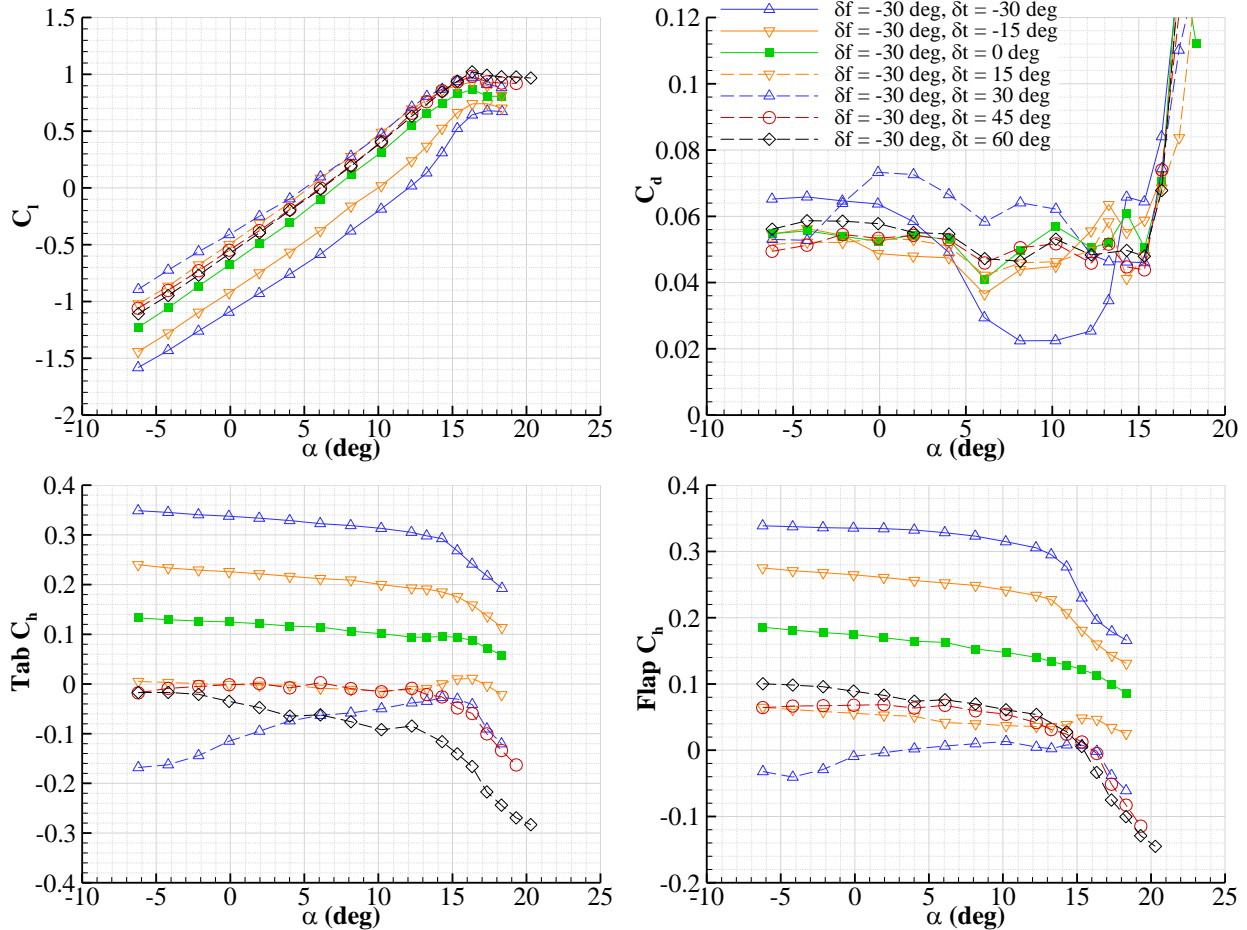 1.5
1
0.5
0
-0.5
-1
-1.5
-2
C_l
-10 -5 0 5 10 15 20 25
α (deg)
0.12
0.1
0.08
0.06
0.04
0.02
0
C_d
-10 -5 0 5 10 15 20 25
α (deg)
δf = -30 deg, δt = -30 deg
δf = -30 deg, δt = -15 deg
δf = -30 deg, δt = 0 deg
δf = -30 deg, δt = 15 deg
δf = -30 deg, δt = 30 deg
δf = -30 deg, δt = 45 deg
δf = -30 deg, δt = 60 deg
0.4
0.3
0.2
0.1
0
-0.1
-0.2
-0.3
-0.4
Tab C_h
-10 -5 0 5 10 15 20 25
α (deg)
0.4
0.3
0.2
0.1
0
-0.1
-0.2
Flap C_h
-10 -5 0 5 10 15 20 25
α (deg)